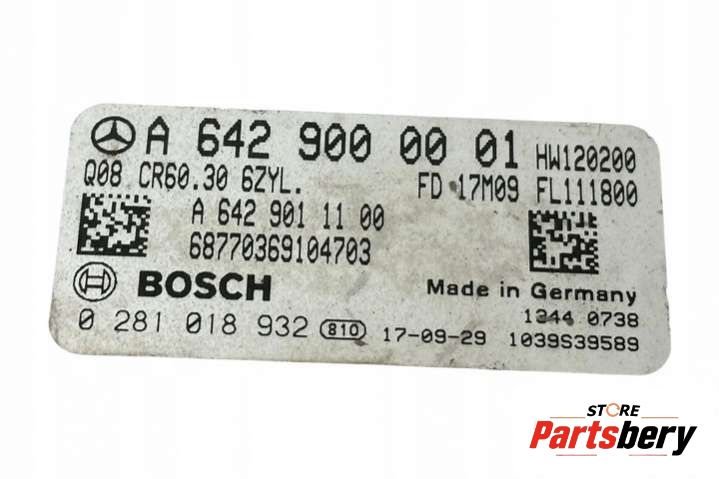 A 642 900 00 01 HW120200
Q08 CR60.30 6ZYL. FD 17M09 FL111800
A 642 901 11 00
68770369104703
BOSCH Made in Germany
1244 0738
0 281 018 932 810 17-09-29 1039S39589
STORE
Partsbery